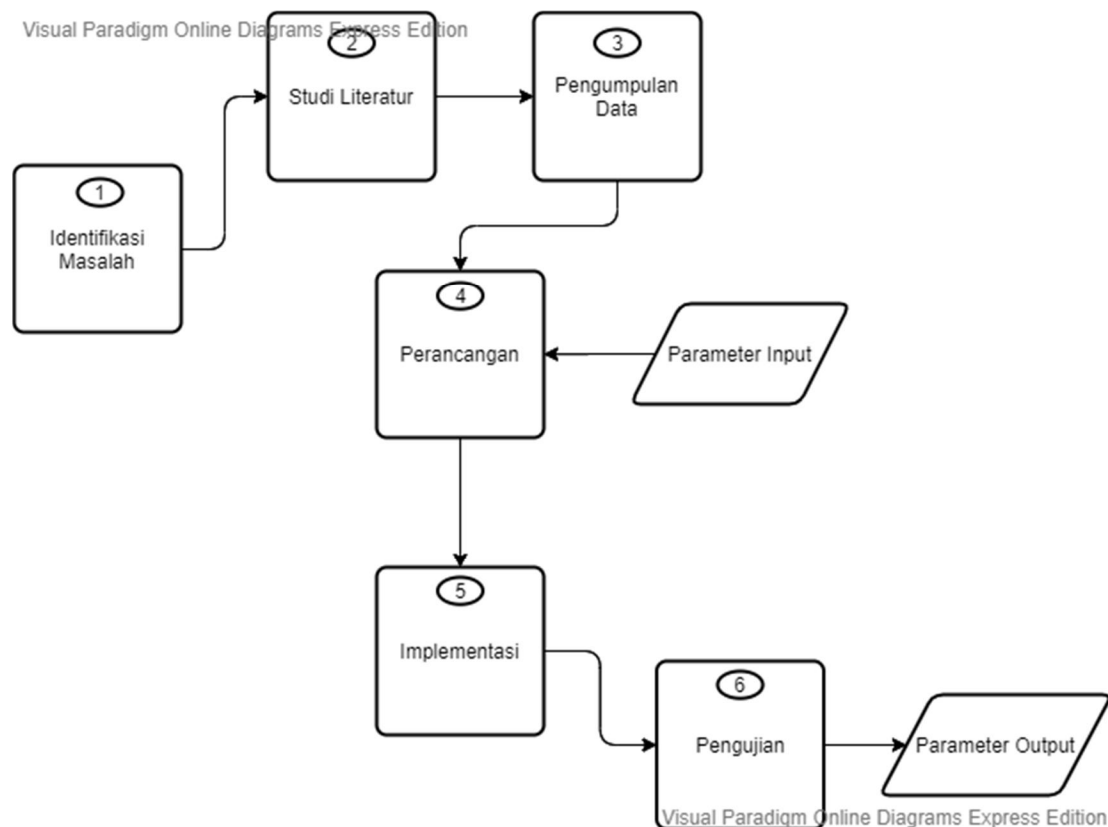 Visual Paradigm Online Diagrams Express Edition
1
Identifikasi
Masalah
2
Studi Literatur
3
Pengumpulan
Data
4
Perancangan
Parameter Input
5
Implementasi
6
Pengujian
Parameter Output
Visual Paradigm Online Diagrams Express Edition